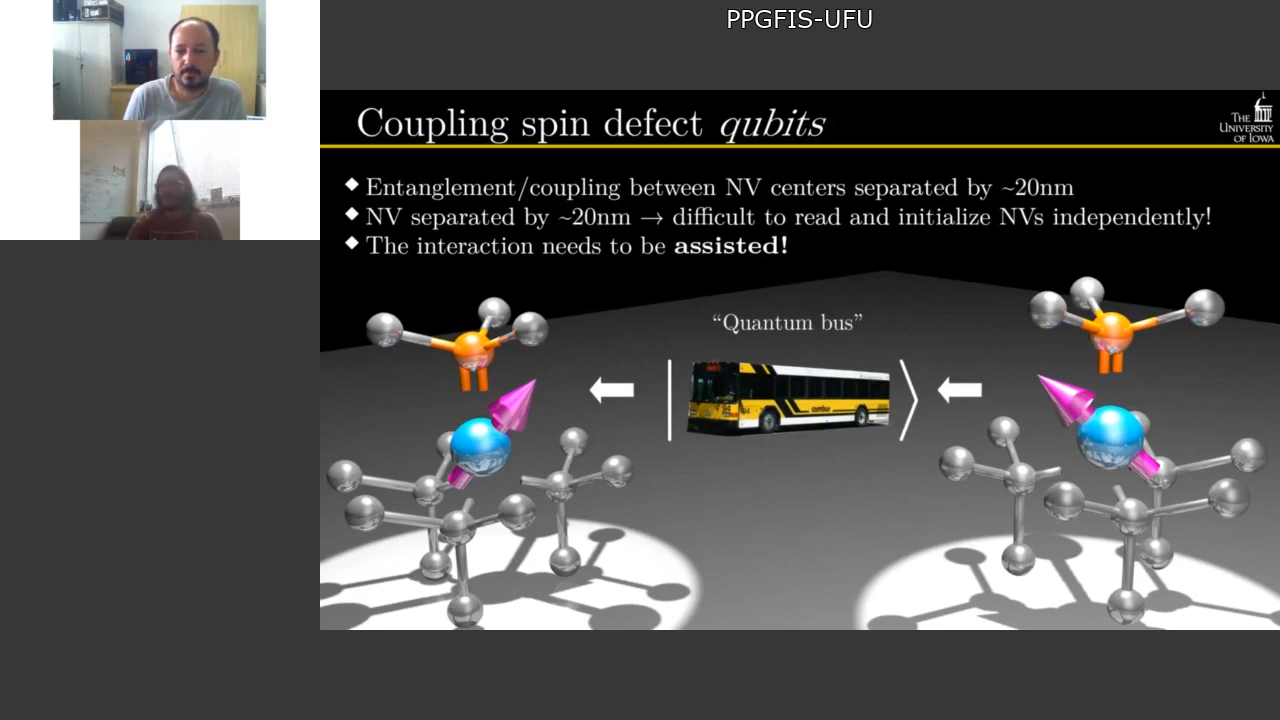 PPGFIS-UFU
Coupling spin defect qubits
THE
UNIVERSITY
OF IOWA
◆ Entanglement/coupling between NV centers separated by ~20nm
◆ NV separated by ~20nm → difficult to read and initialize NVs independently!
◆ The interaction needs to be assisted!
“Quantum bus”
cambus